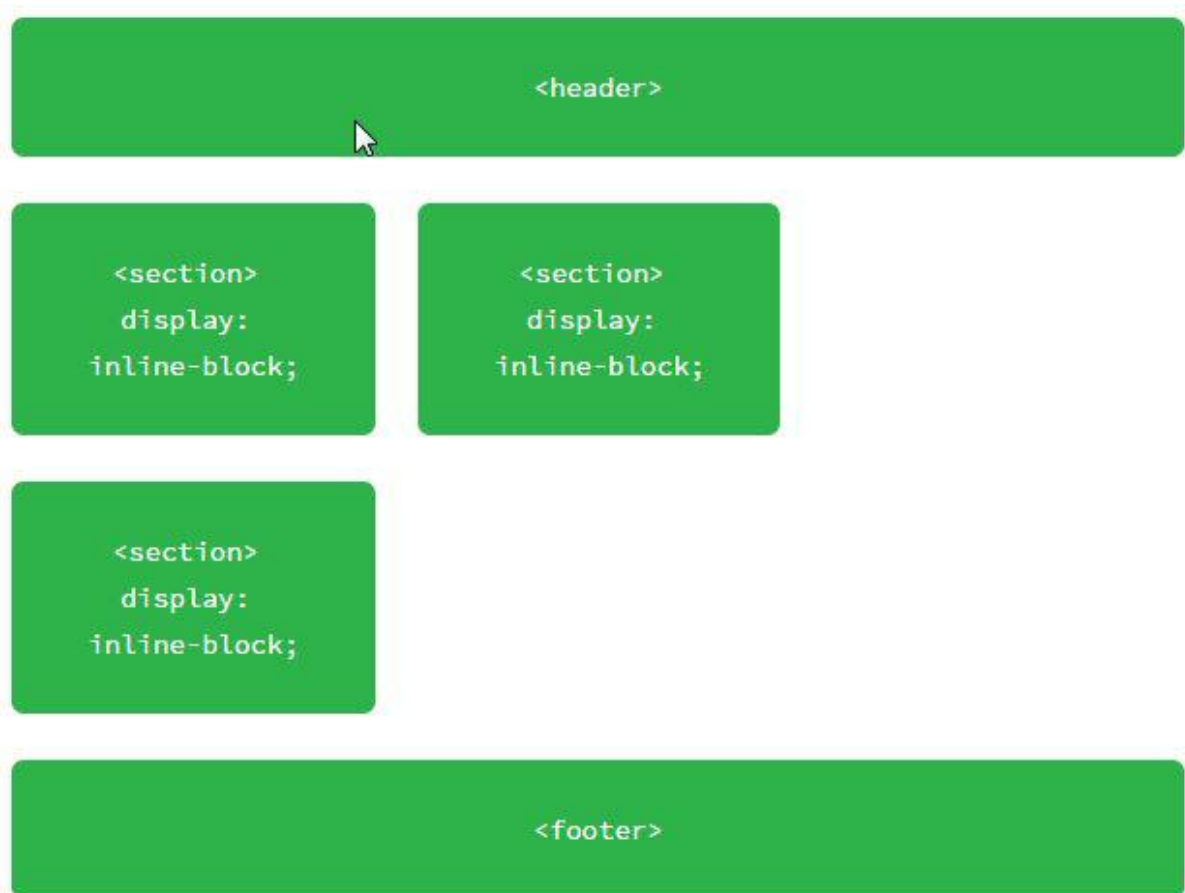 <header>
<section>
display:
inline-block;
<section>
display:
inline-block;
<section>
display:
inline-block;
<footer>